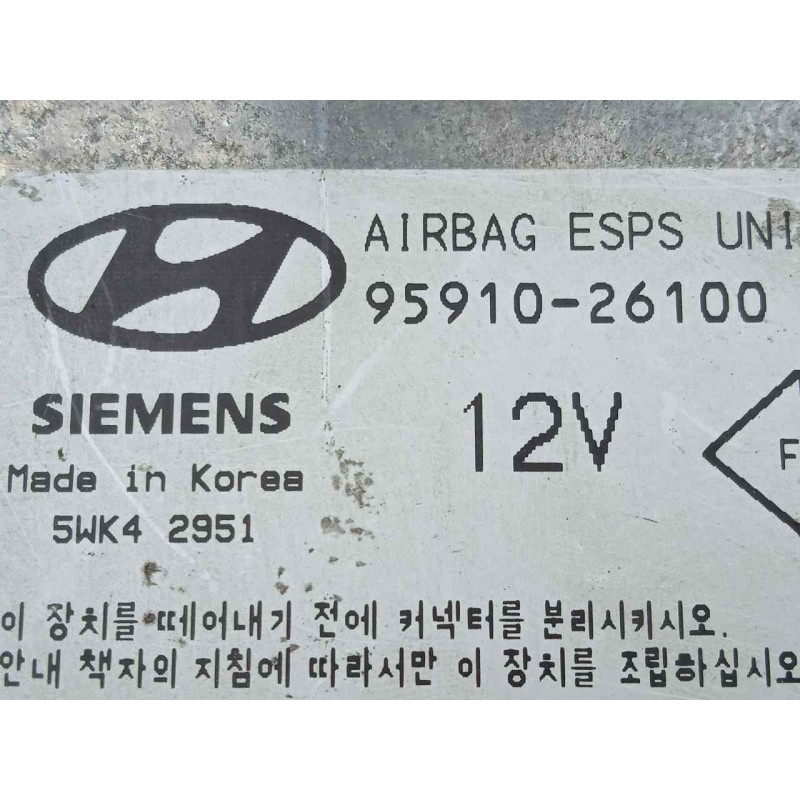 AIRBAG ESPS UNI
95910-26100
SIEMENS
12V
F
Made in Korea
5WK4 2951
이 장치를 떼어내기 전에 커넥터를 분리시키시오.
안내 책자의 지침에 따라서만 이 장치를 조립하십시오